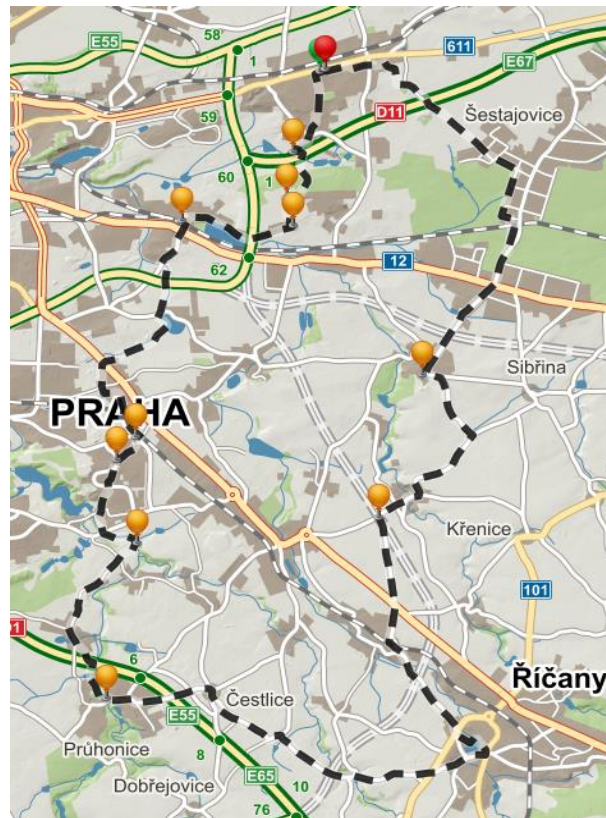 58
E55
1
611
E67
59
D11
Šestajovice
60
1
62
12
Sibřina
PRAHA
Křenice
101
6
Říčany
E55
Čestlice
Průhonice
8
E65
Dobřejovice
10
76